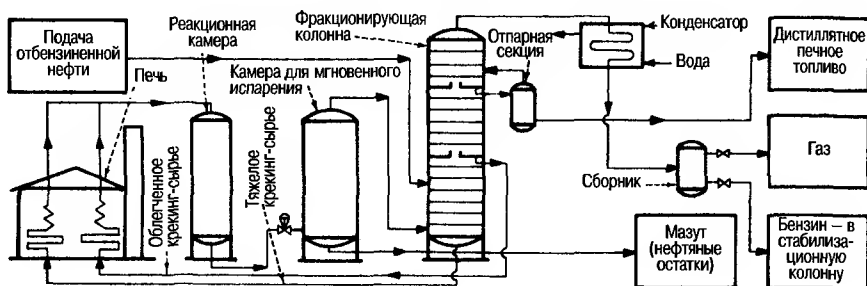 Подача
отбензиненной
нефти
Печь
Реакционная
камера
Камера для мгновенного
испарения
Фракционирующая
колонна
Отпарная
секция
Конденсатор
Вода
Дистиллятное
печное
топливо
Газ
Сборник
Бензин – в
стабилиза-
ционную
колонну
Мазут
(нефтяные
остатки)
Облегченное
крекинг-сырье
Тяжелое
крекинг-сырье